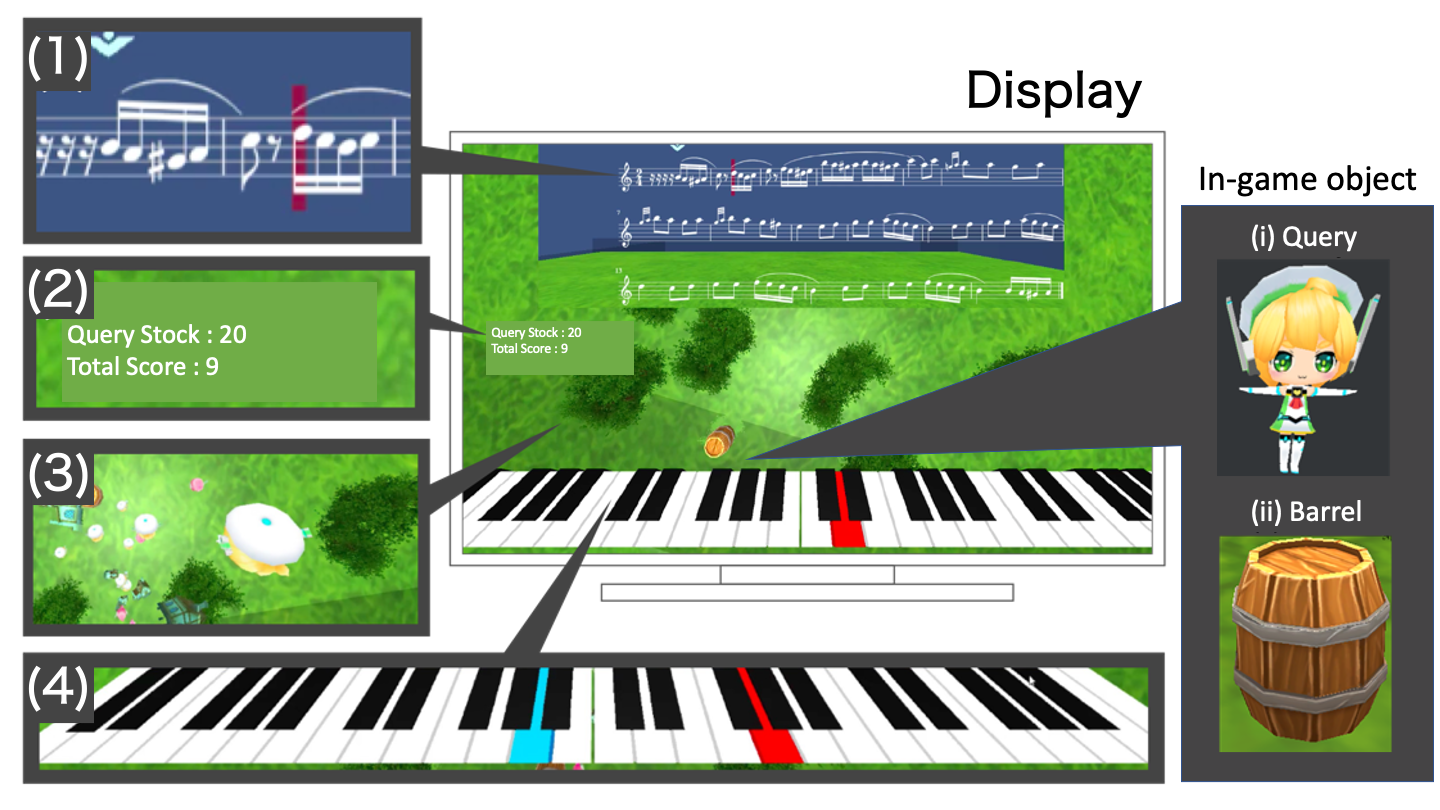 Display
(1)
(2)
Query Stock : 20
Total Score : 9
(3)
(4)
Query Stock : 20
Total Score : 9
In-game object
(i) Query
(ii) Barrel